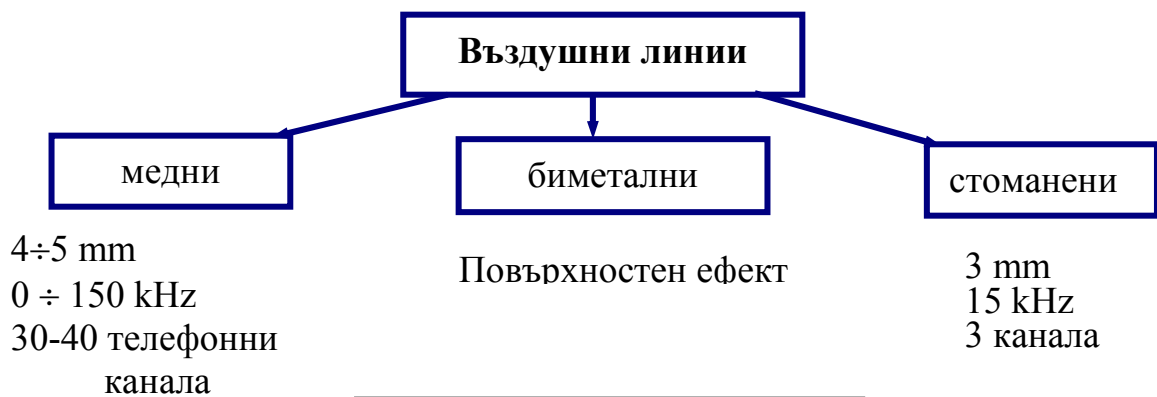 Въздушни линии
медни
биметални
стоманени
4÷5 mm
0 ÷ 150 kHz
30-40 телефонни
канала
Повърхностен ефект
3 mm
15 kHz
3 канала